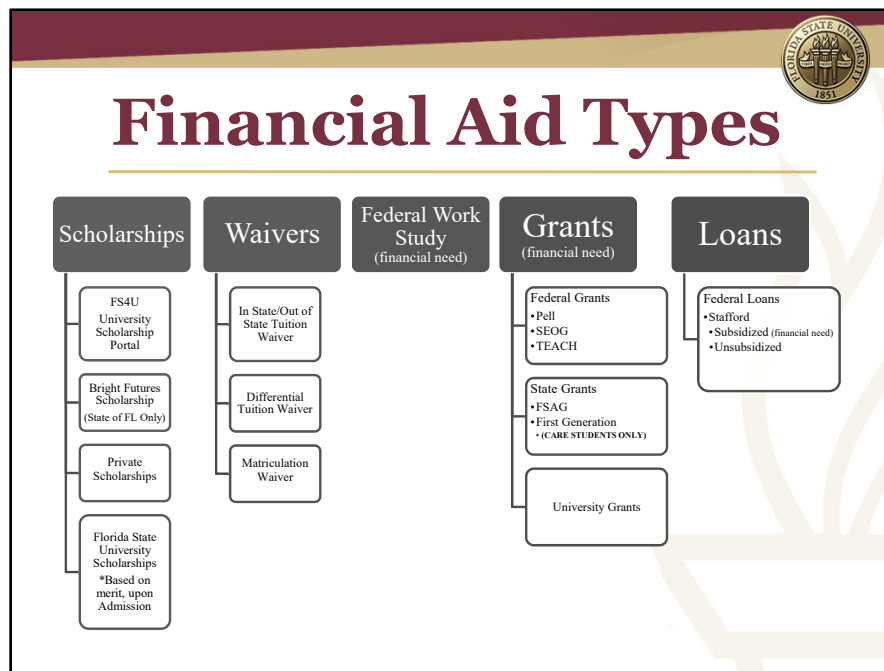 FLORIDA STATE UNIVERSITY
1851
Financial Aid Types
Scholarships
FS4U
University
Scholarship
Portal
Bright Futures
Scholarship
(State of FL Only)
Private
Scholarships
Florida State
University
Scholarships
*Based on
merit, upon
Admission
Waivers
In State/Out of
State Tuition
Waiver
Differential
Tuition Waiver
Matriculation
Waiver
Federal Work
Study
(financial need)
Grants
(financial need)
Federal Grants
•Pell
•SEOG
•TEACH
State Grants
•FSAG
•First Generation
• (CARE STUDENTS ONLY)
University Grants
Loans
Federal Loans
•Stafford
•Subsidized (financial need)
•Unsubsidized